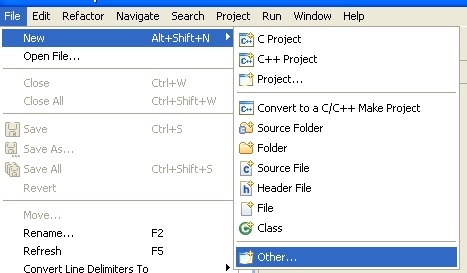 File Edit Refactor Navigate Search Project Run Window Help
New Alt+Shift+N
Open File...
Close Ctrl+W
Close All Ctrl+Shift+W
Save Ctrl+S
Save As...
Save All Ctrl+Shift+S
Revert
Move...
Rename... F2
Refresh F5
Convert Line Delimiters To
C Project
C++ Project
Project...
Convert to a C/C++ Make Project
Source Folder
Folder
Source File
Header File
File
Class
Other...